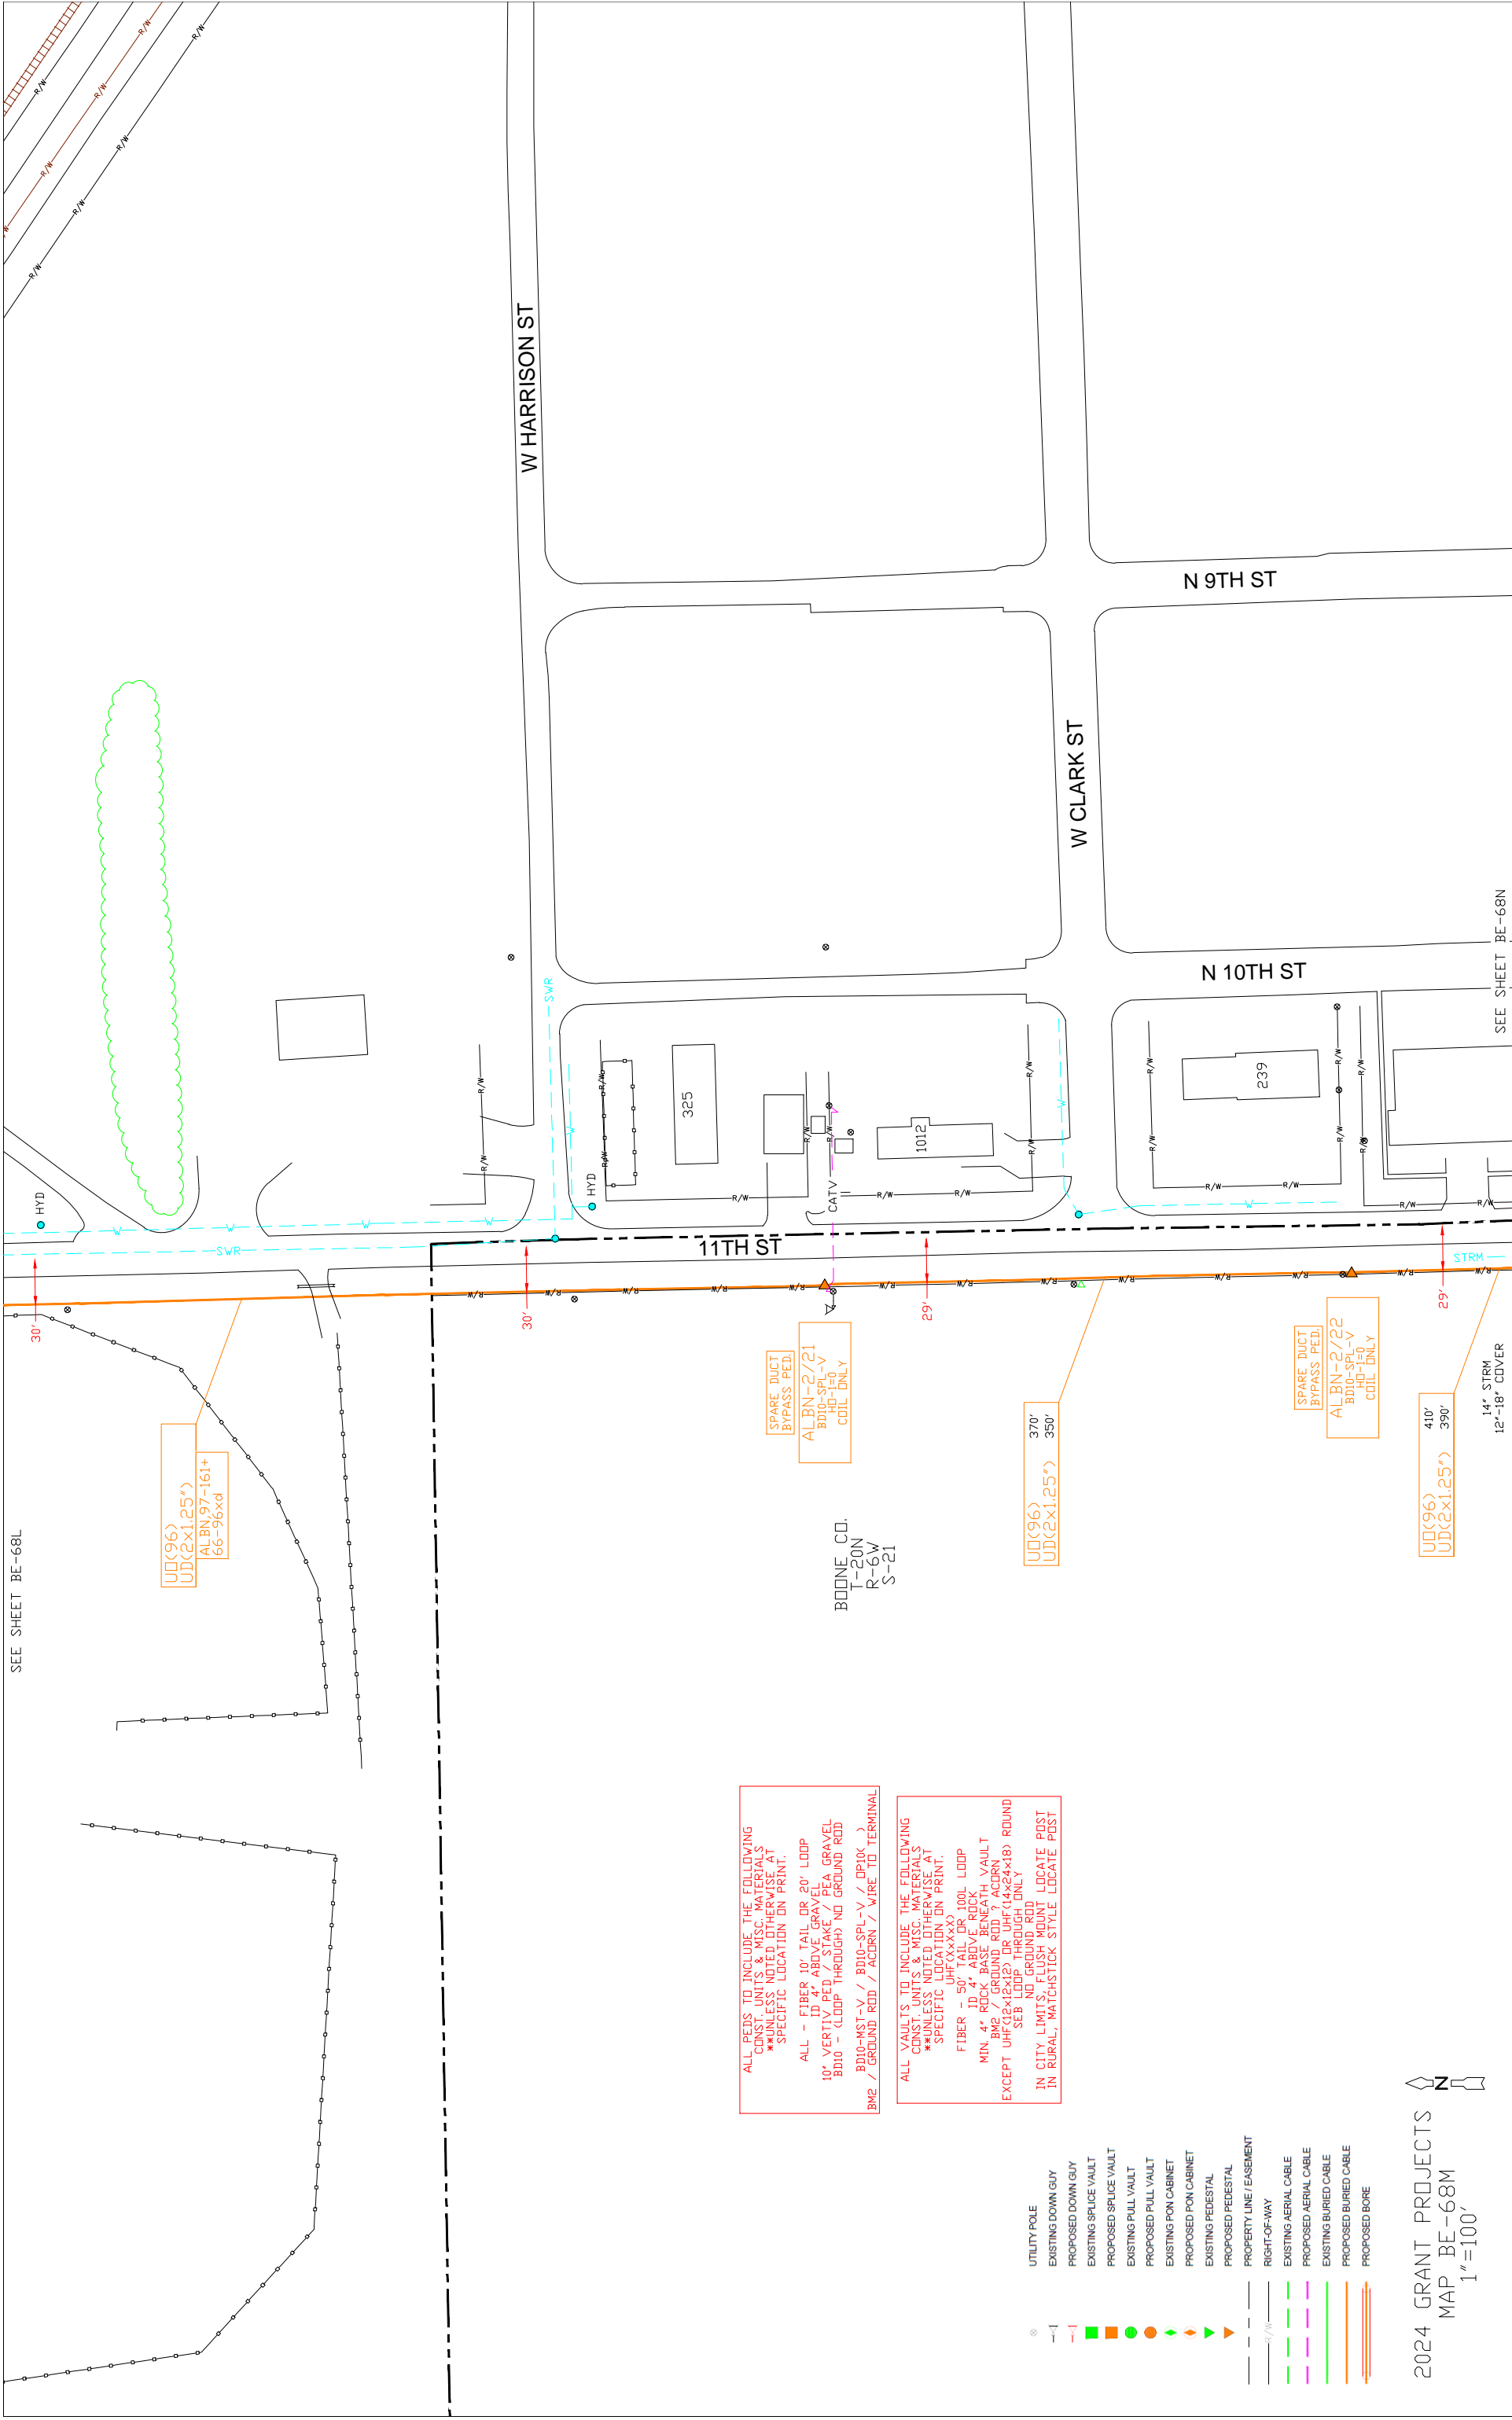 SEE SHEET BE-68L
R/W
R/W
R/W
R/W
R/W
R/W
R/W
R/W
R/W
W HARRISON ST
N 9TH ST
W CLARK ST
N 10TH ST
SEE SHEET BE-68N
11TH ST
HYD
HYD
SWR
SWR
W
W
W
W
W
W
W
325
1012
239
CATV
STRM
30'
30'
29'
29'
UO(96)
UD(2x1.25")
ALBN,97-161+
66-96xd
SPARE DUCT
BYPASS PED.
ALBN-2/21
BD10-SPL-V
HO-1=0
COIL ONLY
UO(96) 370'
UD(2x1.25") 350'
SPARE DUCT
BYPASS PED.
ALBN-2/22
BD10-SPL-V
HO-1=0
COIL ONLY
UO(96) 410'
UD(2x1.25") 390'
14" STRM
12"-18" COVER
BOONE CO.
T-20N
R-6W
S-21
ALL PEDS TO INCLUDE THE FOLLOWING
CONST. UNITS & MISC. MATERIALS
**UNLESS NOTED OTHERWISE AT
SPECIFIC LOCATION ON PRINT.
ALL - FIBER 10' TAIL OR 20' LOOP
ID 4" ABOVE GRAVEL
10" VERTIV PED / STAKE / PEA GRAVEL
BD10 - (LOOP THROUGH) NO GROUND ROD
BD10-MST-V / BD10-SPL-V / OP10( )
BM2 / GROUND ROD / ACORN / WIRE TO TERMINAL
ALL VAULTS TO INCLUDE THE FOLLOWING
CONST. UNITS & MISC. MATERIALS
**UNLESS NOTED OTHERWISE AT
SPECIFIC LOCATION ON PRINT.
UHF(XxXxX)
FIBER - 50' TAIL OR 100L LOOP
ID 4" ABOVE ROCK
MIN. 4" ROCK BASE BENEATH VAULT
BM2 / GROUND ROD ? ACORN
EXCEPT UHF(12x12x12) OR UHF(14x24x18) ROUND
SEB LOOP THROUGH ONLY
NO GROUND ROD
IN CITY LIMITS, FLUSH MOUNT LOCATE POST
IN RURAL, MATCHSTICK STYLE LOCATE POST
UTILITY POLE
EXISTING DOWN GUY
PROPOSED DOWN GUY
EXISTING SPLICE VAULT
PROPOSED SPLICE VAULT
EXISTING PULL VAULT
PROPOSED PULL VAULT
EXISTING PON CABINET
PROPOSED PON CABINET
EXISTING PEDESTAL
PROPOSED PEDESTAL
PROPERTY LINE / EASEMENT
R/W RIGHT-OF-WAY
EXISTING AERIAL CABLE
PROPOSED AERIAL CABLE
EXISTING BURIED CABLE
PROPOSED BURIED CABLE
PROPOSED BORE
N
2024 GRANT PROJECTS
MAP BE-68M
1"=100'